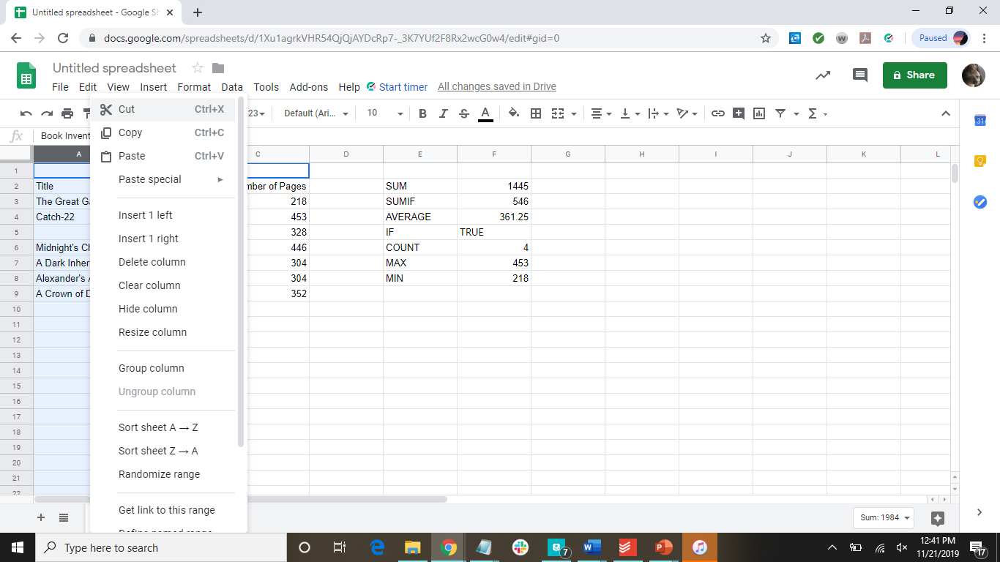 Untitled spreadsheet - Google Sh
docs.google.com/spreadsheets/d/1Xu1agrkVHR54QjQjAYDcRp7-_3K7YUf2F8Rx2wcG0w4/edit#gid=0
Paused
Untitled spreadsheet
Share
File Edit View Insert Format Data Tools Add-ons Help Start timer All changes saved in Drive
23 Default (Ari... 10 B I S A Σ
fx Book Invent
A C D E F G H I J K L
1
2 Title mber of Pages SUM 1445
3 The Great Ga 218 SUMIF 546
4 Catch-22 453 AVERAGE 361.25
5 328 IF TRUE
6 Midnight's Ch 446 COUNT 4
7 A Dark Inher 304 MAX 453
8 Alexander's A 304 MIN 218
9 A Crown of D 352
10
11
12
13
14
15
16
17
18
19
20
21
22
Cut Ctrl+X
Copy Ctrl+C
Paste Ctrl+V
Paste special
Insert 1 left
Insert 1 right
Delete column
Clear column
Hide column
Resize column
Group column
Ungroup column
Sort sheet A → Z
Sort sheet Z → A
Randomize range
Get link to this range
Define named range
31
Sum: 1984
Type here to search
7
12:41 PM
11/21/2019
17